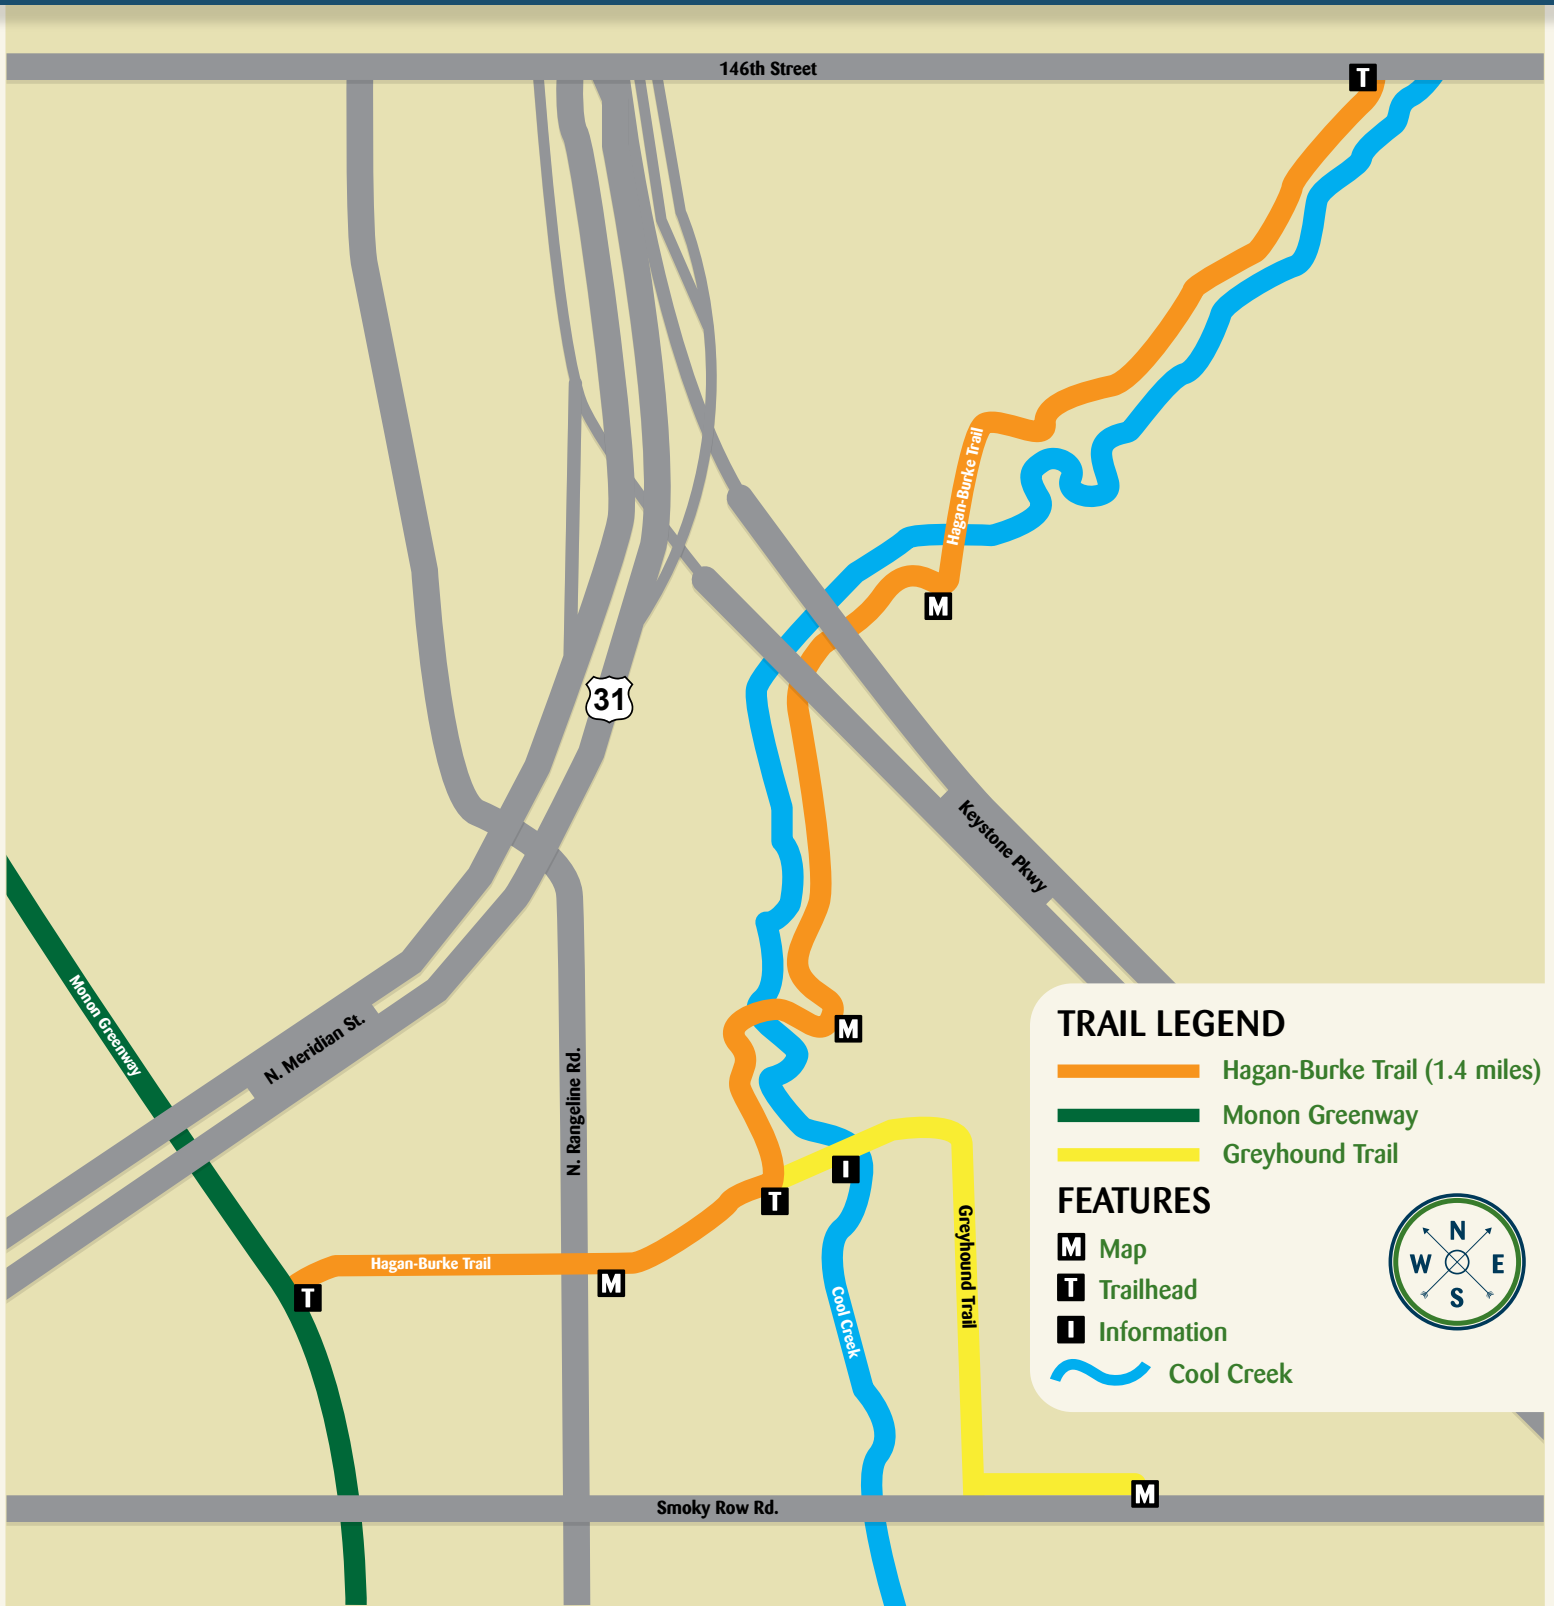 146th Street
T
Hagan-Burke Trail
M
31
Keystone Pkwy
Monon Greenway
N. Meridian St.
N. Rangeline Rd.
M
I
T
Hagan-Burke Trail
T
M
Greyhound Trail
Cool Creek
M
Smoky Row Rd.
TRAIL LEGEND
Hagan-Burke Trail (1.4 miles)
Monon Greenway
Greyhound Trail
FEATURES
M Map
T Trailhead
I Information
Cool Creek
N
W E
S